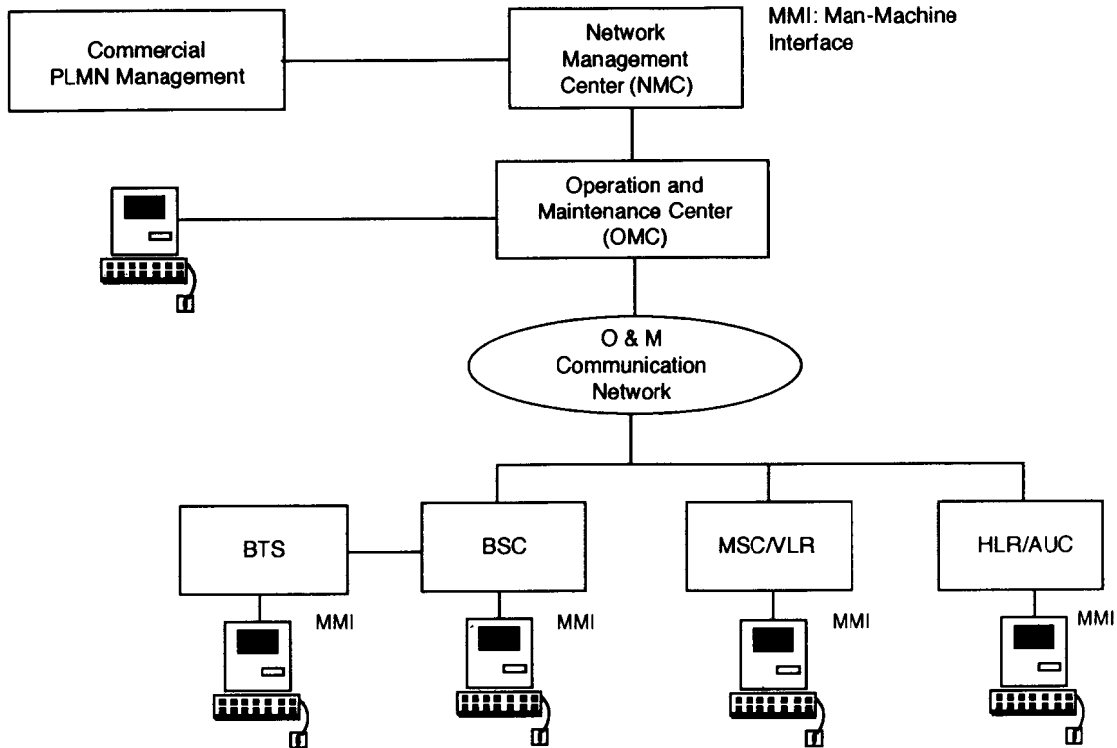 Commercial
PLMN Management
Network
Management
Center (NMC)
MMI: Man-Machine
Interface
Operation and
Maintenance Center
(OMC)
O & M
Communication
Network
BTS
BSC
MSC/VLR
HLR/AUC
MMI
MMI
MMI
MMI